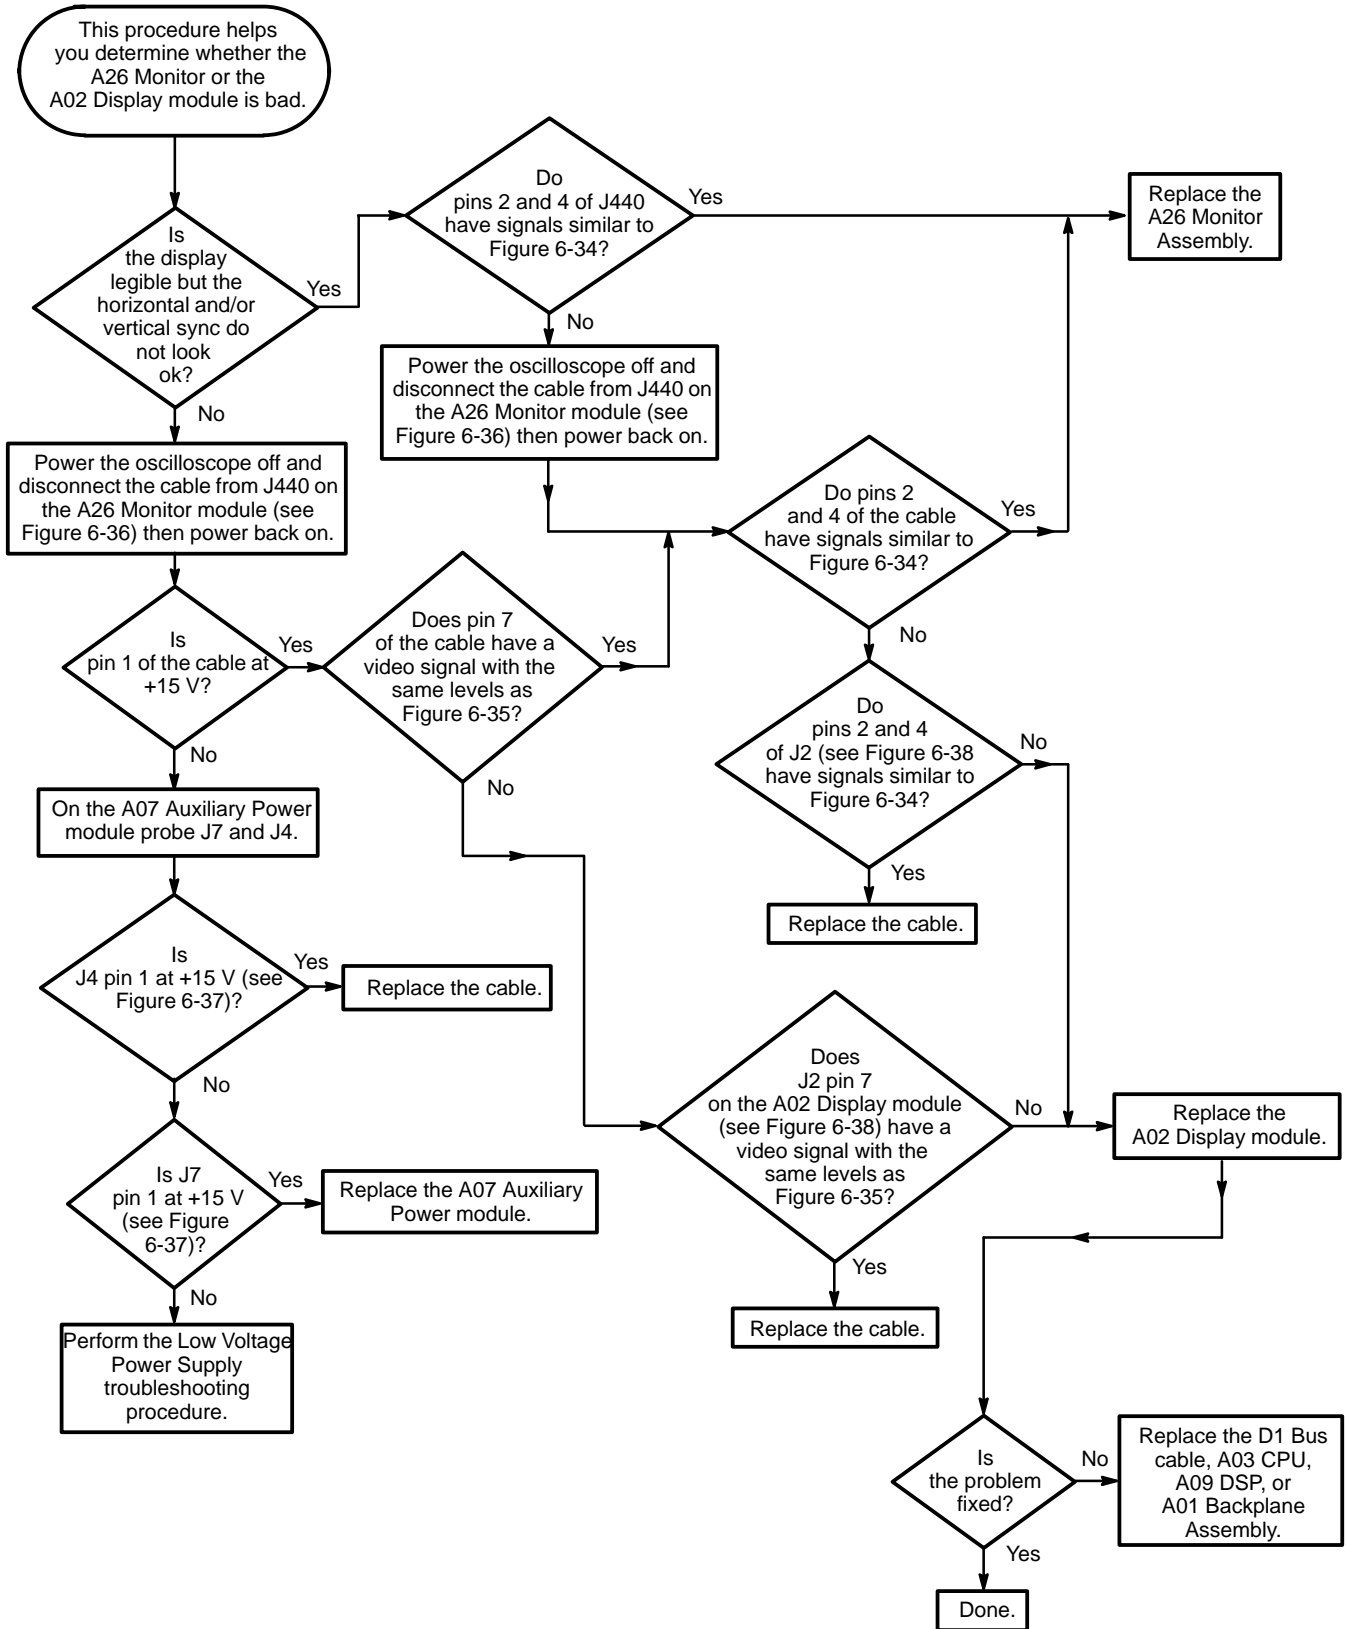 This procedure helps
you determine whether the
A26 Monitor or the
A02 Display module is bad.
Is
the display
legible but the
horizontal and/or
vertical sync do
not look
ok?
Yes
No
Do
pins 2 and 4 of J440
have signals similar to
Figure 6-34?
Yes
No
Replace the
A26 Monitor
Assembly.
Power the oscilloscope off and
disconnect the cable from J440 on
the A26 Monitor module (see
Figure 6-36) then power back on.
Power the oscilloscope off and
disconnect the cable from J440 on
the A26 Monitor module (see
Figure 6-36) then power back on.
Do pins 2
and 4 of the cable
have signals similar to
Figure 6-34?
Yes
No
Is
pin 1 of the cable at
+15 V?
Yes
No
Does pin 7
of the cable have a
video signal with the
same levels as
Figure 6-35?
Yes
No
Do
pins 2 and 4
of J2 (see Figure 6-38
have signals similar to
Figure 6-34?
No
Yes
Replace the cable.
On the A07 Auxiliary Power
module probe J7 and J4.
Is
J4 pin 1 at +15 V (see
Figure 6-37)?
Yes
No
Replace the cable.
Does
J2 pin 7
on the A02 Display module
(see Figure 6-38) have a
video signal with the
same levels as
Figure 6-35?
No
Yes
Replace the
A02 Display module.
Is J7
pin 1 at +15 V
(see Figure
6-37)?
Yes
No
Replace the A07 Auxiliary
Power module.
Replace the cable.
Perform the Low Voltage
Power Supply
troubleshooting
procedure.
Is
the problem
fixed?
No
Yes
Replace the D1 Bus
cable, A03 CPU,
A09 DSP, or
A01 Backplane
Assembly.
Done.